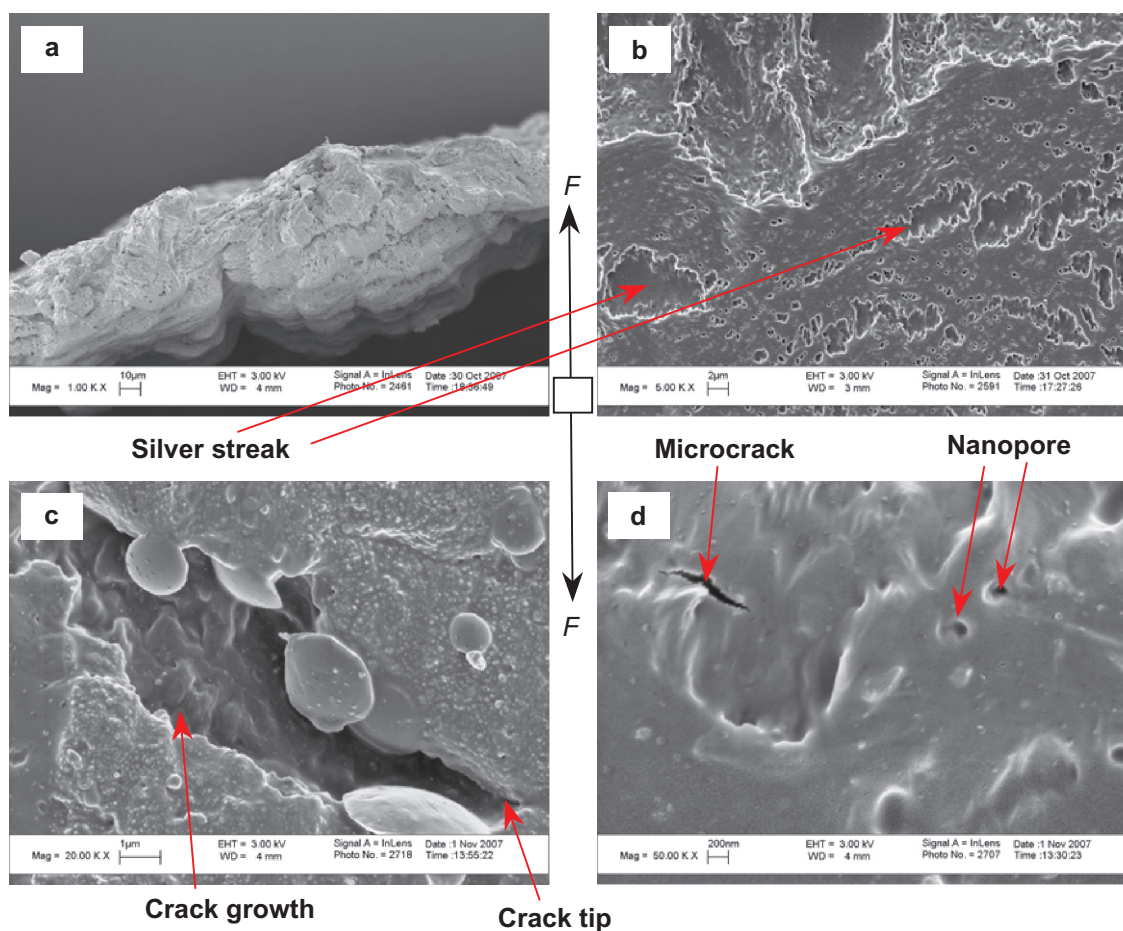 a
b
F
10µm
Mag = 1.00 K X
EHT = 3.00 kV
WD = 4 mm
Signal A = InLens
Photo No. = 2461
Date :30 Oct 2007
Time :16:56:49
2µm
Mag = 5.00 K X
EHT = 3.00 kV
WD = 3 mm
Signal A = InLens
Photo No. = 2591
Date :31 Oct 2007
Time :17:27:26
Silver streak
Microcrack
Nanopore
c
d
F
1µm
Mag = 20.00 K X
EHT = 3.00 kV
WD = 4 mm
Signal A = InLens
Photo No. = 2718
Date :1 Nov 2007
Time :13:55:22
200nm
Mag = 50.00 K X
EHT = 3.00 kV
WD = 4 mm
Signal A = InLens
Photo No. = 2707
Date :1 Nov 2007
Time :13:30:23
Crack growth
Crack tip